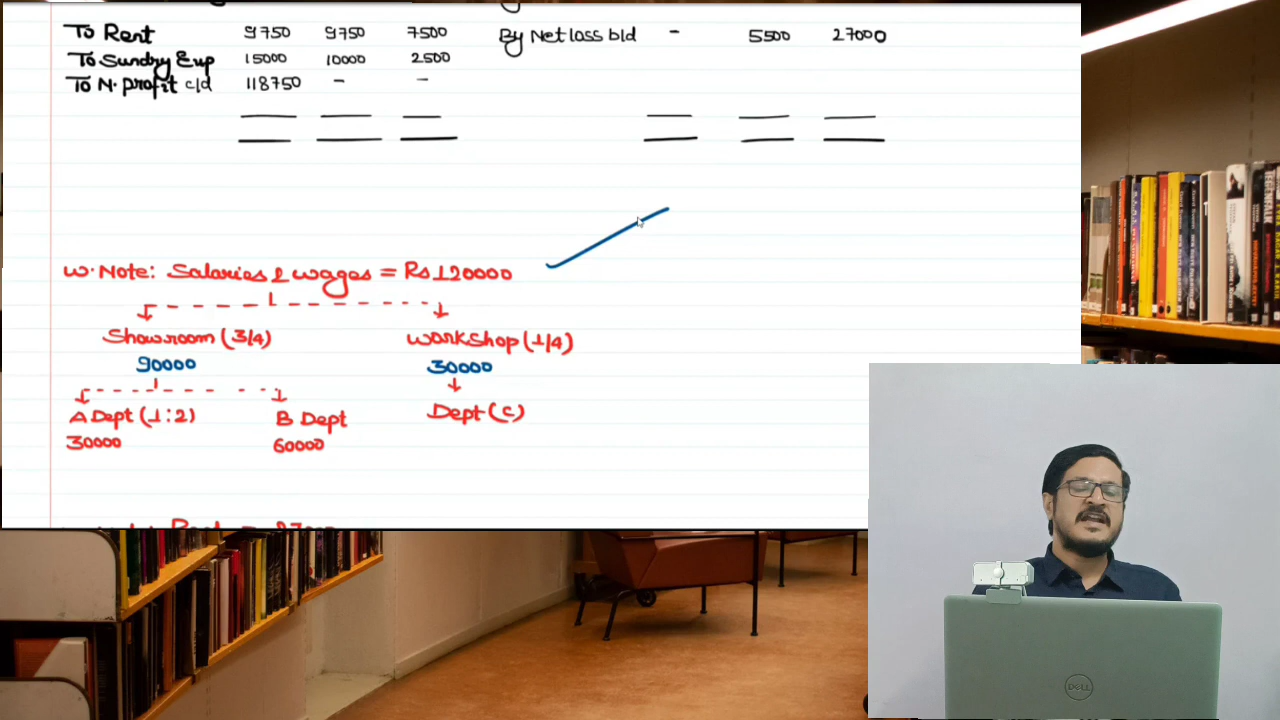 To Rent 9750 9750 7500 By Net loss b/d - 5500 27000
To Sundry Exp 15000 10000 2500
To N. profit c/d 118750 - -
W. Note: Salaries & wages = Rs 120000
Showroom (3/4) Workshop (1/4)
90000 30000
A Dept (1:2) B Dept Dept (C)
30000 60000
DELL